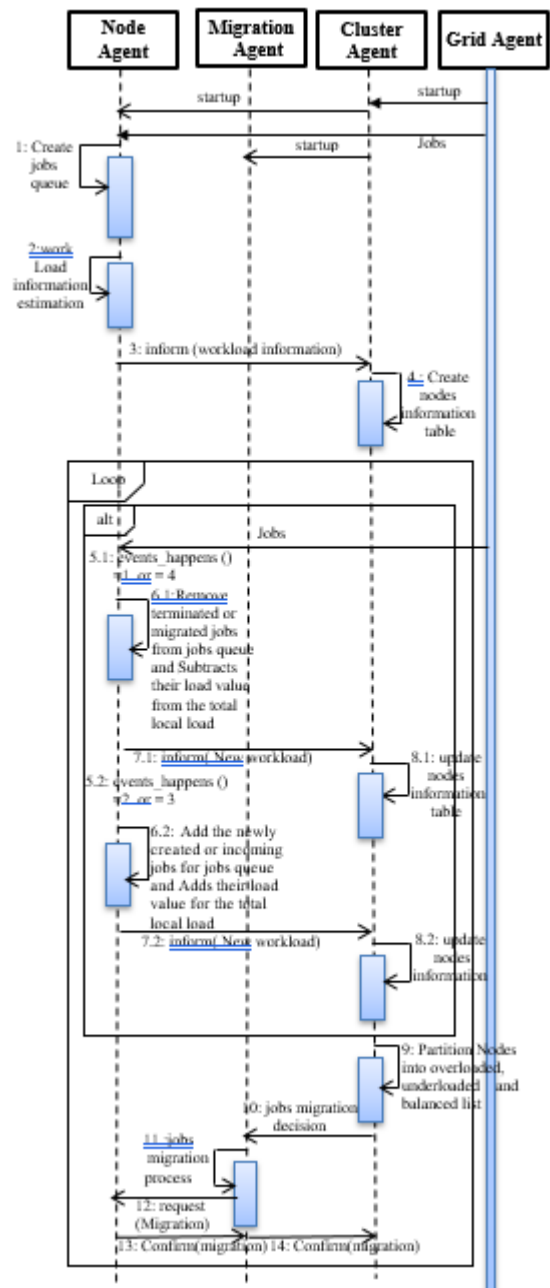 Node
Agent
Migration
Agent
Cluster
Agent
Grid Agent
startup
startup
Jobs
startup
1: Create
jobs
queue
2:work
Load
information
estimation
3: inform (workload information)
4.: Create
nodes
information
table
Loop
alt
Jobs
5.1: events_happens ()
=1 or = 4
6.1:Remove
terminated or
migrated jobs
from jobs queue
and Subtracts
their load value
from the total
local load
7.1: inform( New workload)
8.1: update
nodes
information
table
5.2: events_happens ()
=2 or = 3
6.2: Add the newly
created or incoming
jobs for jobs queue
and Adds their load
value for the total
local load
7.2: inform( New workload)
8.2: update
nodes
information
9: Partition Nodes
into overloaded,
underloaded and
balanced list
10: jobs migration
decision
11 :jobs
migration
process
12: request
(Migration)
13: Confirm(migration) 14: Confirm(migration)